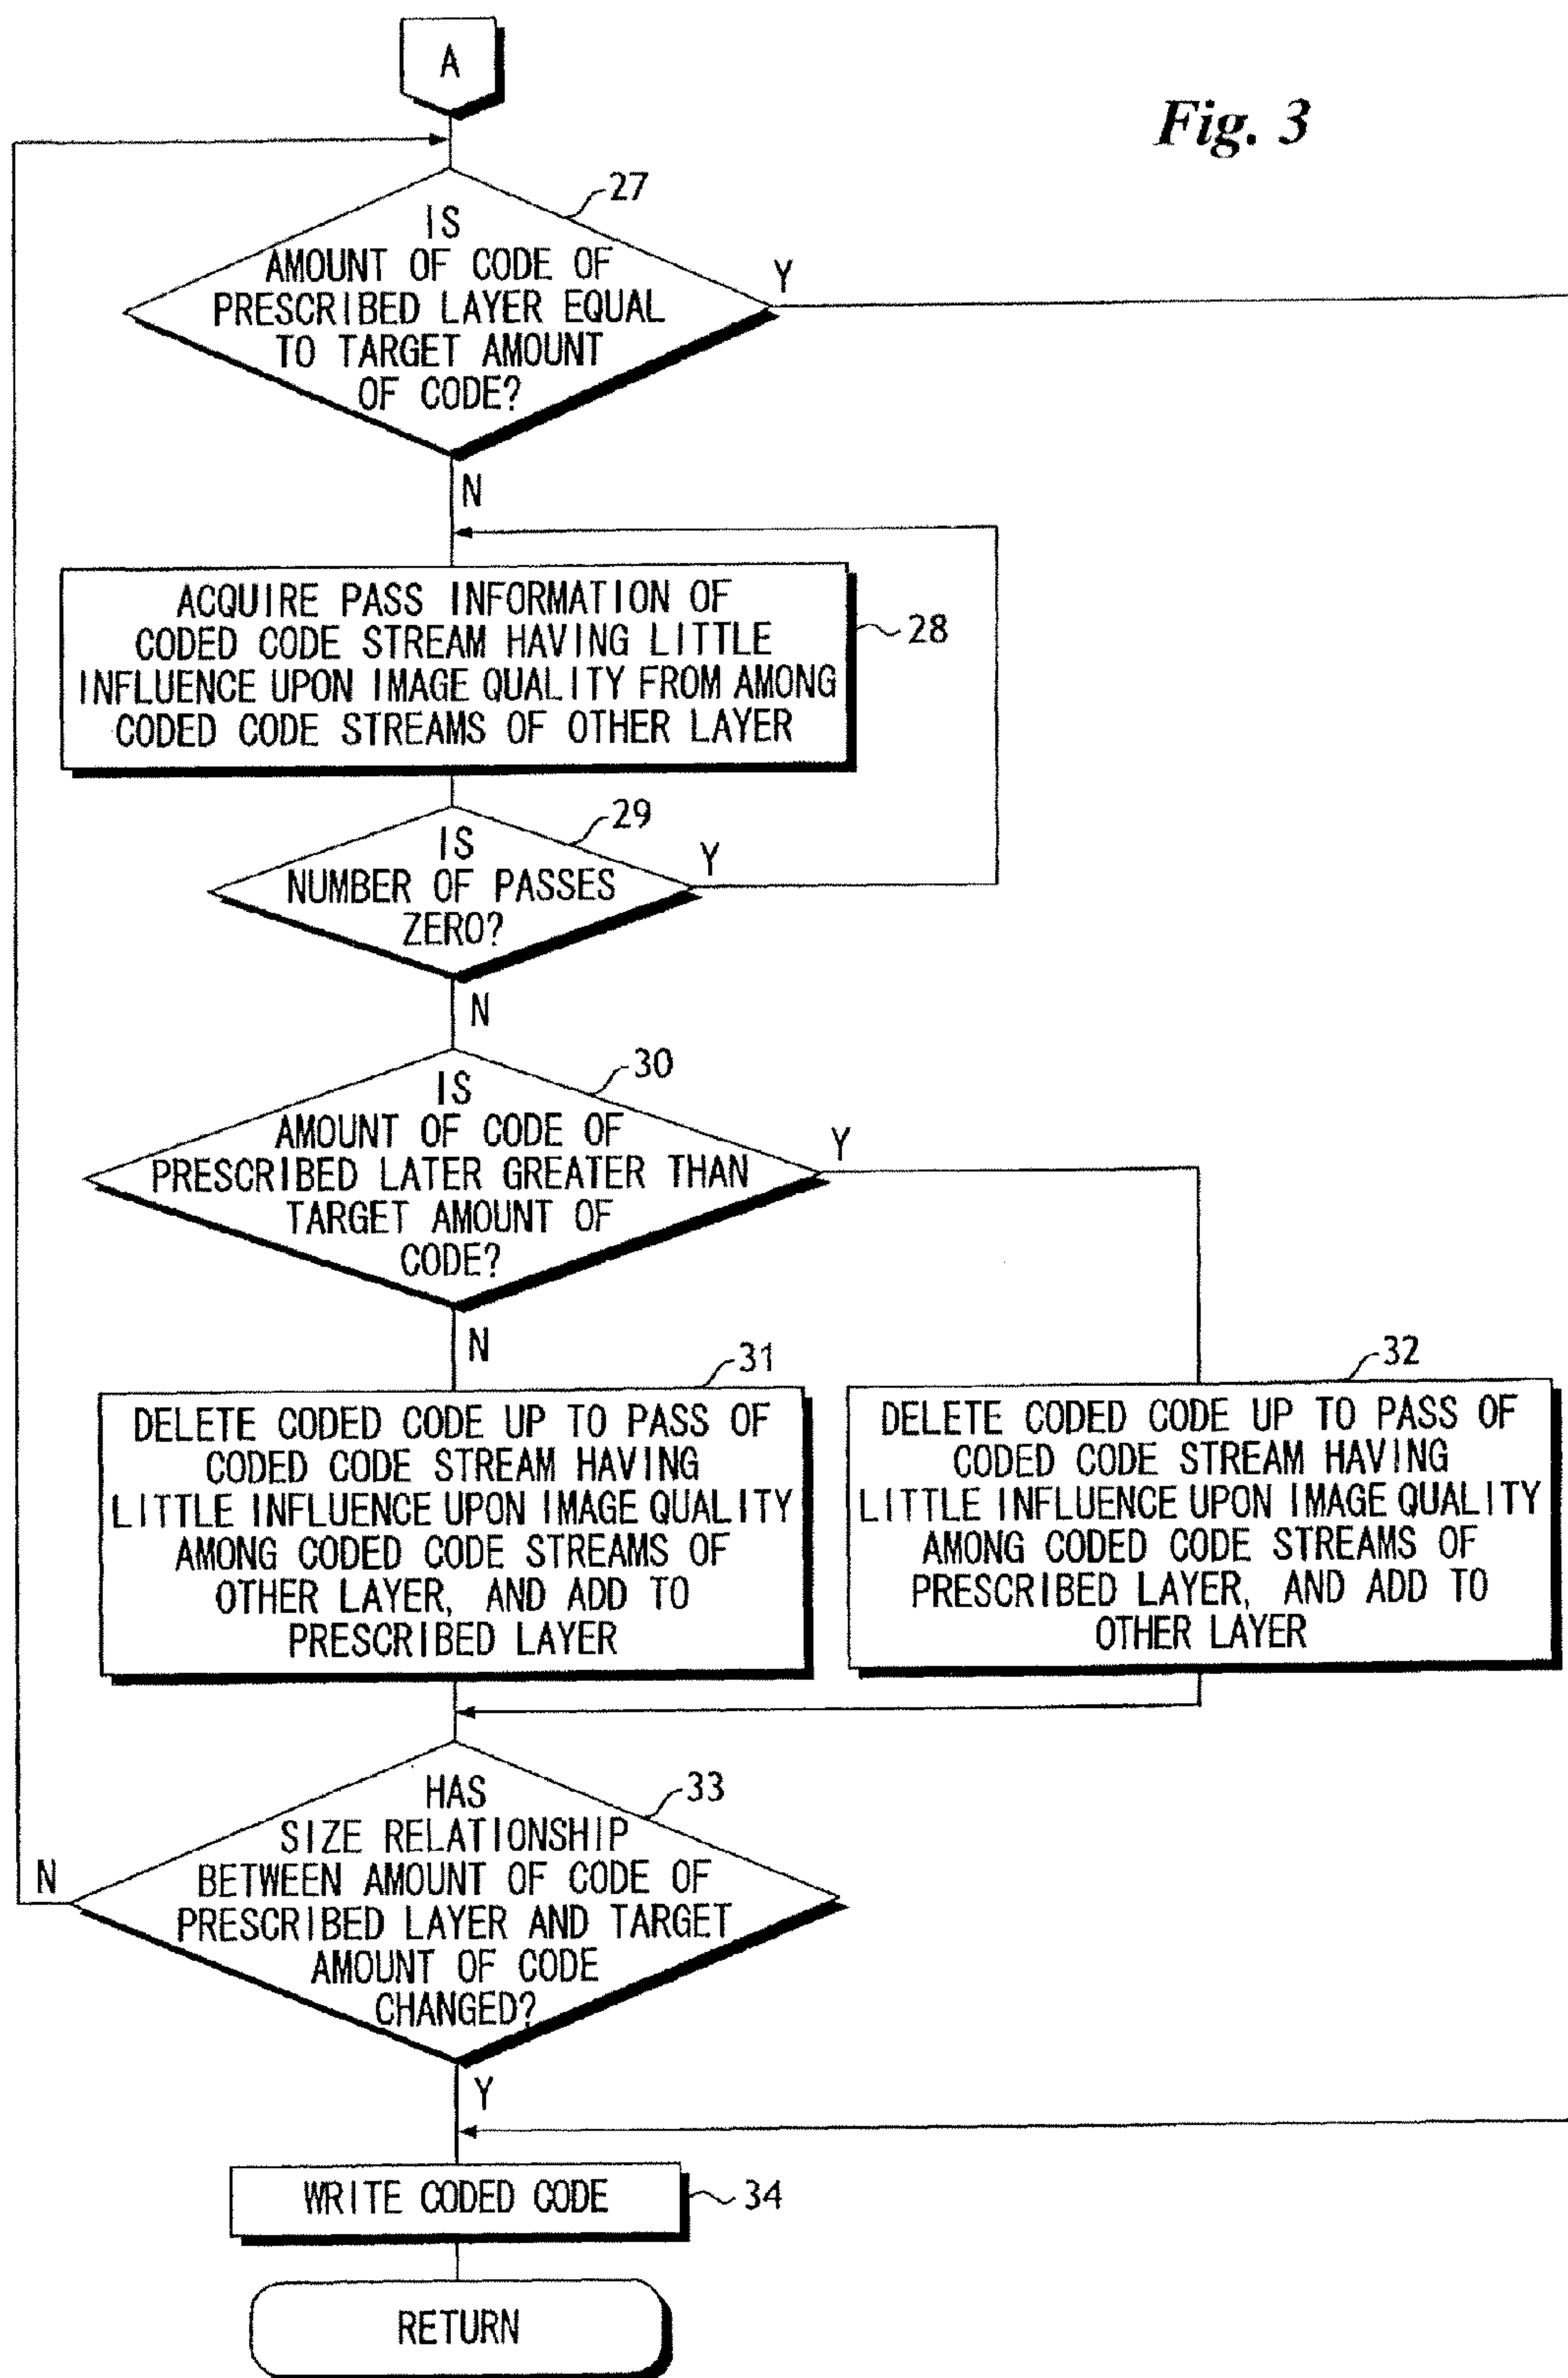 A
Fig. 3
27
IS
AMOUNT OF CODE OF
PRESCRIBED LAYER EQUAL
TO TARGET AMOUNT
OF CODE?
Y
N
ACQUIRE PASS INFORMATION OF
CODED CODE STREAM HAVING LITTLE
INFLUENCE UPON IMAGE QUALITY FROM AMONG
CODED CODE STREAMS OF OTHER LAYER
28
29
IS
NUMBER OF PASSES
ZERO?
Y
N
30
IS
AMOUNT OF CODE OF
PRESCRIBED LATER GREATER THAN
TARGET AMOUNT OF
CODE?
Y
N
31
DELETE CODED CODE UP TO PASS OF
CODED CODE STREAM HAVING
LITTLE INFLUENCE UPON IMAGE QUALITY
AMONG CODED CODE STREAMS OF
OTHER LAYER, AND ADD TO
PRESCRIBED LAYER
32
DELETE CODED CODE UP TO PASS OF
CODED CODE STREAM HAVING
LITTLE INFLUENCE UPON IMAGE QUALITY
AMONG CODED CODE STREAMS OF
PRESCRIBED LAYER, AND ADD TO
OTHER LAYER
33
HAS
SIZE RELATIONSHIP
BETWEEN AMOUNT OF CODE OF
PRESCRIBED LAYER AND TARGET
AMOUNT OF CODE
CHANGED?
N
Y
WRITE CODED CODE
34
RETURN